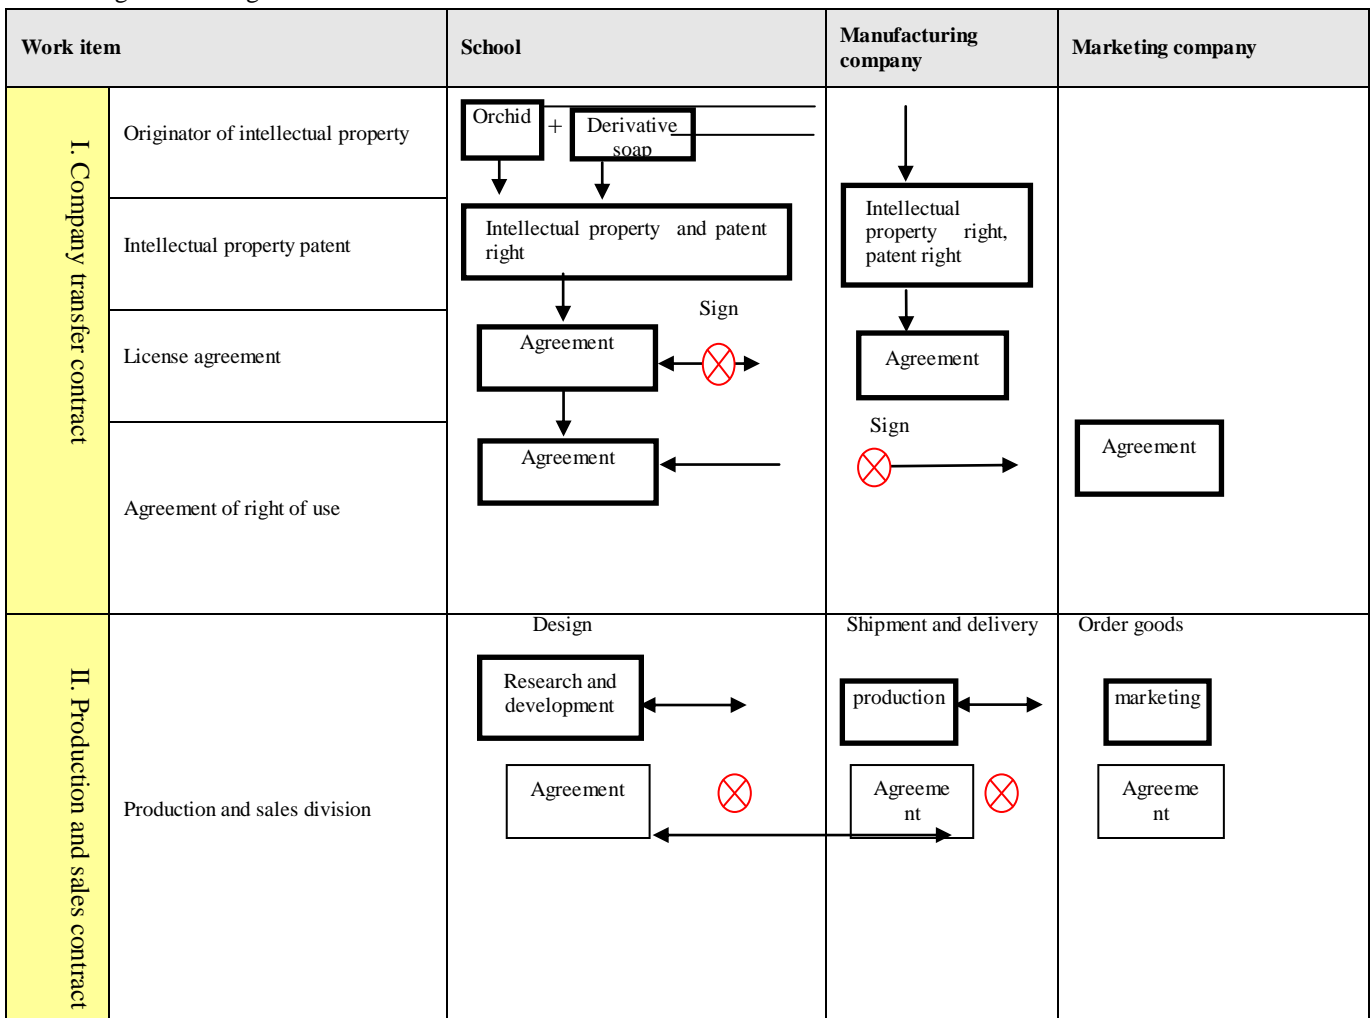 Work item
School
Manufacturing
company
Marketing company
I. Company transfer contract
Originator of intellectual property
Orchid
+
Derivative
soap
Intellectual property patent
Intellectual property and patent
right
Intellectual
property right,
patent right
License agreement
Agreement
Sign
Agreement
Agreement of right of use
Agreement
Sign
Agreement
II. Production and sales contract
Production and sales division
Design
Shipment and delivery
Order goods
Research and
development
production
marketing
Agreement
Agreeme
nt
Agreeme
nt